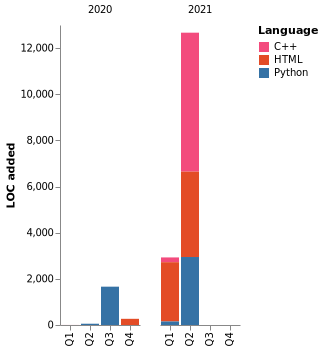 2020 2021
Language
C++
HTML
Python
LOC added
12,000
10,000
8,000
6,000
4,000
2,000
0
Q1 Q2 Q3 Q4 Q1 Q2 Q3 Q4